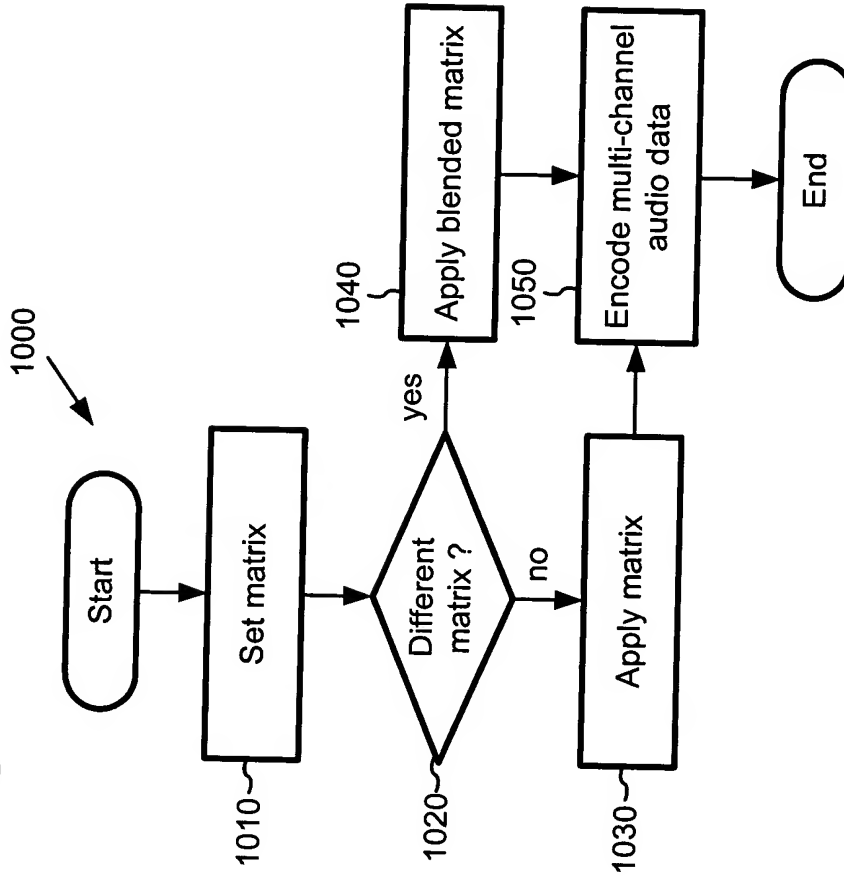 1000
Start
1010
Set matrix
1020
Different
matrix ?
yes
no
1040
Apply blended matrix
1030
Apply matrix
1050
Encode multi-channel
audio data
End